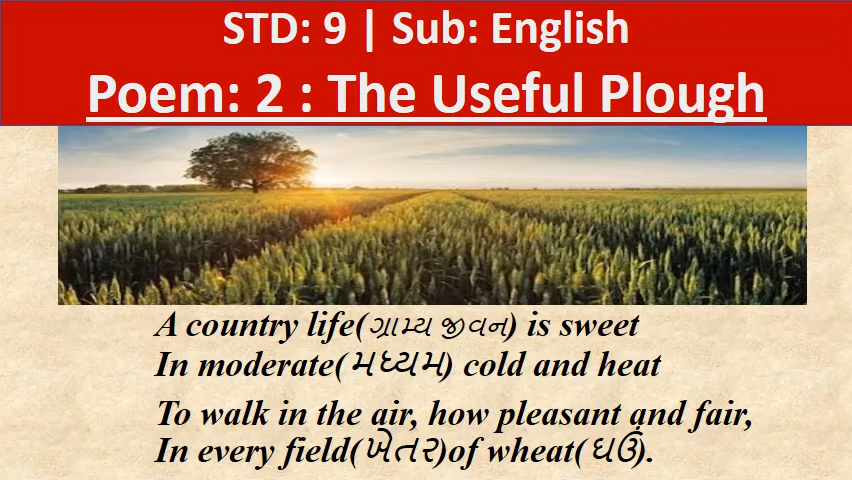 STD: 9 | Sub: English
Poem: 2 : The Useful Plough
A country life(ગ્રામ્ય જીવન) is sweet
In moderate(મધ્યમ) cold and heat
To walk in the air, how pleasant and fair,
In every field(ખેતર)of wheat(ઘઉં).